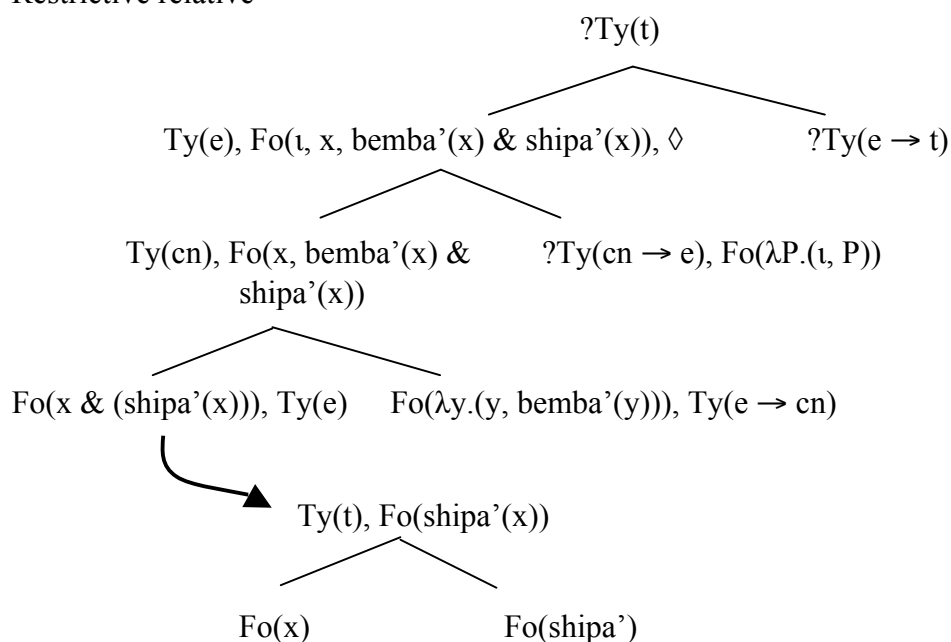 Restrictive relative
?Ty(t)
Ty(e), Fo(ι, x, bemba’(x) & shipa’(x)), ◊ ?Ty(e → t)
Ty(cn), Fo(x, bemba’(x) & ?Ty(cn → e), Fo(λP.(ι, P))
shipa’(x))
Fo(x & (shipa’(x))), Ty(e) Fo(λy.(y, bemba’(y))), Ty(e → cn)
Ty(t), Fo(shipa’(x))
Fo(x) Fo(shipa’)